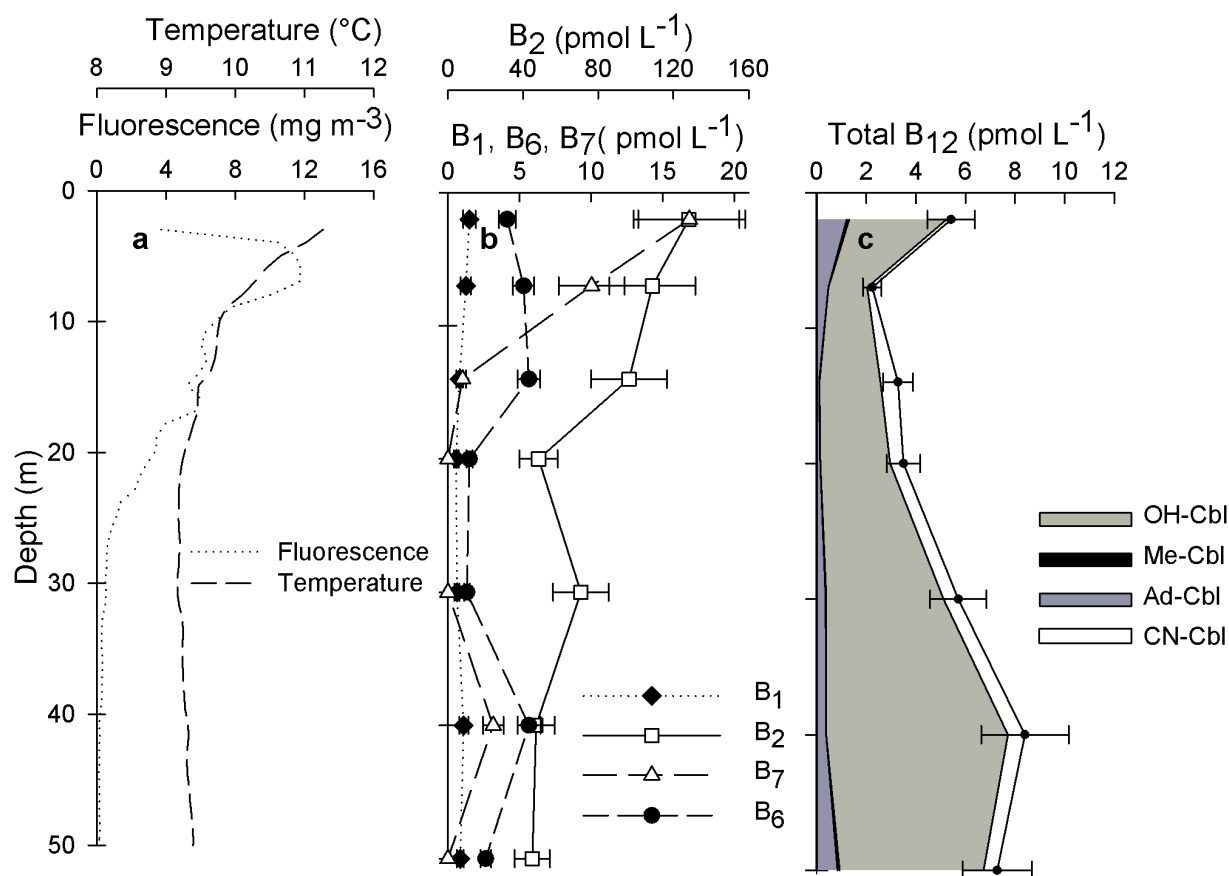 Temperature (°C)
8 9 10 11 12
Fluorescence (mg m-3)
0 4 8 12 16
B2 (pmol L-1)
0 40 80 120 160
B1, B6, B7( pmol L-1)
0 5 10 15 20
Total B12 (pmol L-1)
0 2 4 6 8 10 12
Depth (m)
0
10
20
30
40
50
a
Fluorescence
Temperature
b
B1
B2
B7
B6
c
OH-Cbl
Me-Cbl
Ad-Cbl
CN-Cbl